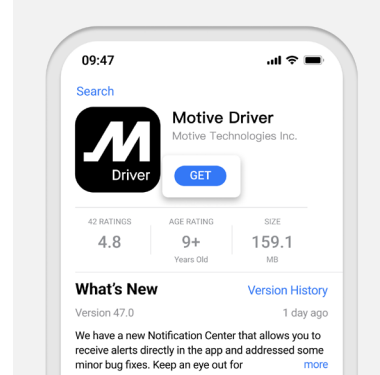 09:47
Search
M
Driver
Motive Driver
Motive Technologies Inc.
GET
42 RATINGS
4.8
AGE RATING
9+
Years Old
SIZE
159.1
MB
What's New
Version History
Version 47.0
1 day ago
We have a new Notification Center that allows you to
receive alerts directly in the app and addressed some
minor bug fixes. Keep an eye out for
more